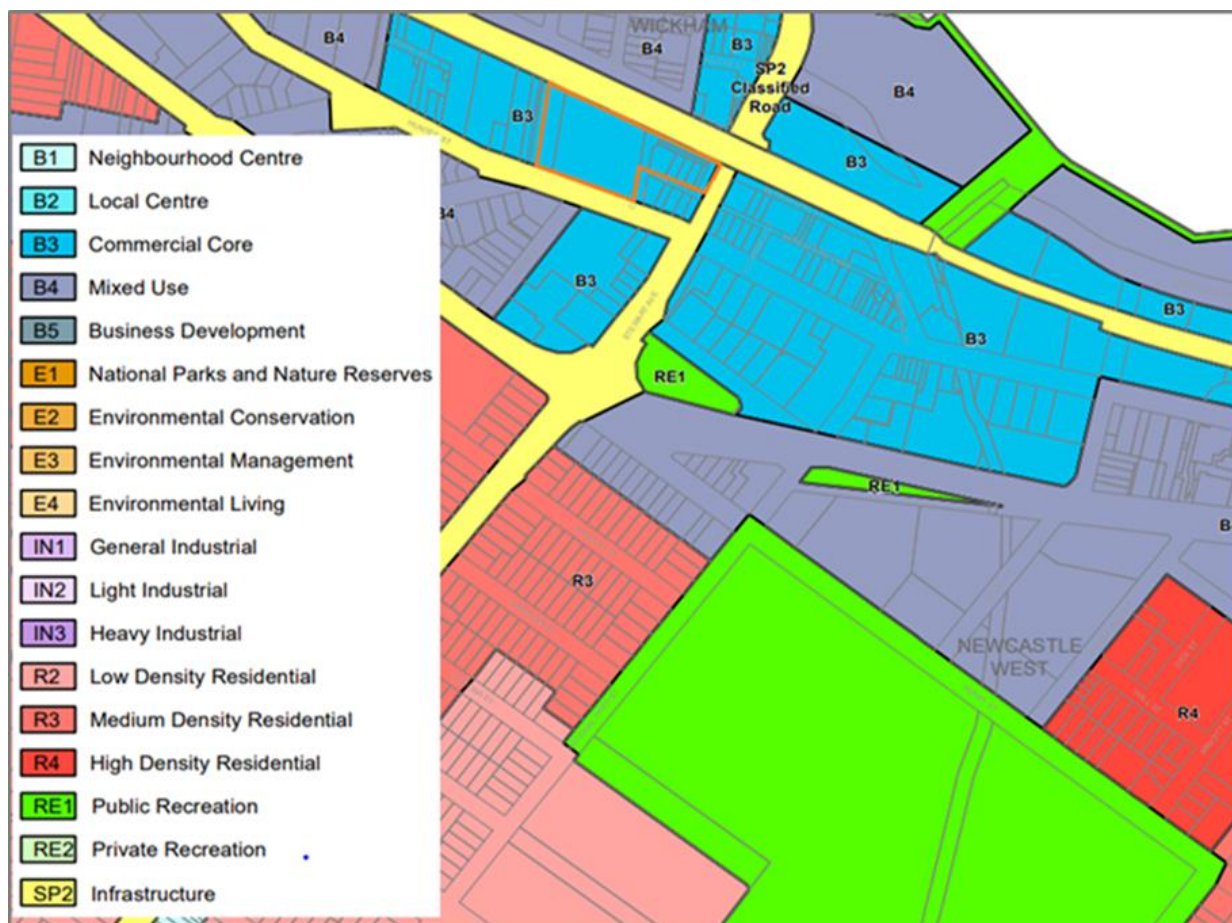 WICKHAM
B4
B4
B3
SP2
Classified
Road
B4
B3
HUNTER ST
B3
B4
B3
STEWART AVE
B3
B3
RE1
RE1
B
R3
NEWCASTLE
WEST
R4
B1 Neighbourhood Centre
B2 Local Centre
B3 Commercial Core
B4 Mixed Use
B5 Business Development
E1 National Parks and Nature Reserves
E2 Environmental Conservation
E3 Environmental Management
E4 Environmental Living
IN1 General Industrial
IN2 Light Industrial
IN3 Heavy Industrial
R2 Low Density Residential
R3 Medium Density Residential
R4 High Density Residential
RE1 Public Recreation
RE2 Private Recreation
SP2 Infrastructure